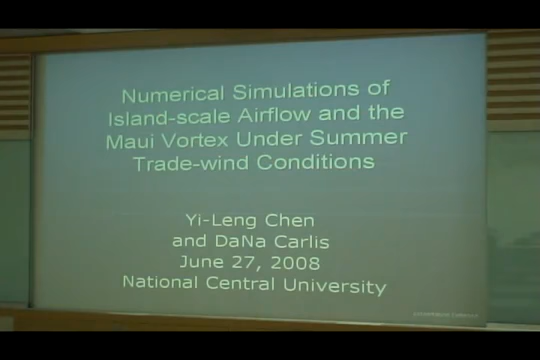 Numerical Simulations of
Island-scale Airflow and the
Maui Vortex Under Summer
Trade-wind Conditions
Yi-Leng Chen
and DaNa Carlis
June 27, 2008
National Central University